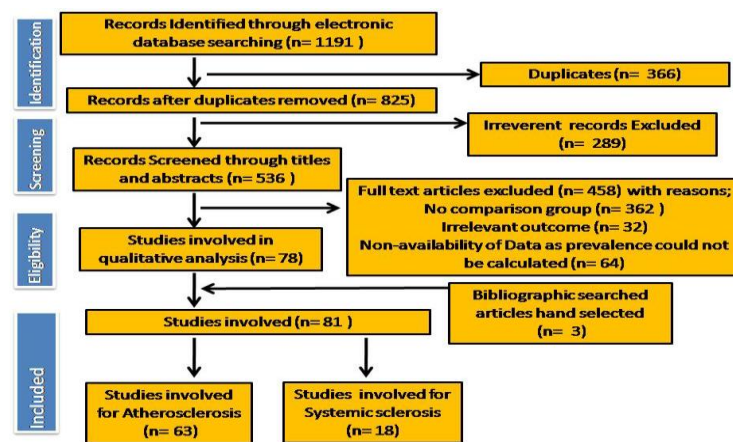 Identification
Records Identified through electronic
database searching (n= 1191 )
Duplicates (n= 366)
Records after duplicates removed (n= 825)
Screening
Irreverent records Excluded
(n= 289)
Records Screened through titles
and abstracts (n= 536 )
Eligibility
Full text articles excluded (n= 458) with reasons;
No comparison group (n= 362 )
Irrelevant outcome (n= 32)
Non-availability of Data as prevalence could not
be calculated (n= 64)
Studies involved in
qualitative analysis (n= 78)
Bibliographic searched
articles hand selected
(n= 3)
Included
Studies involved (n= 81 )
Studies involved
for Atherosclerosis
(n= 63)
Studies involved for
Systemic sclerosis
(n= 18)